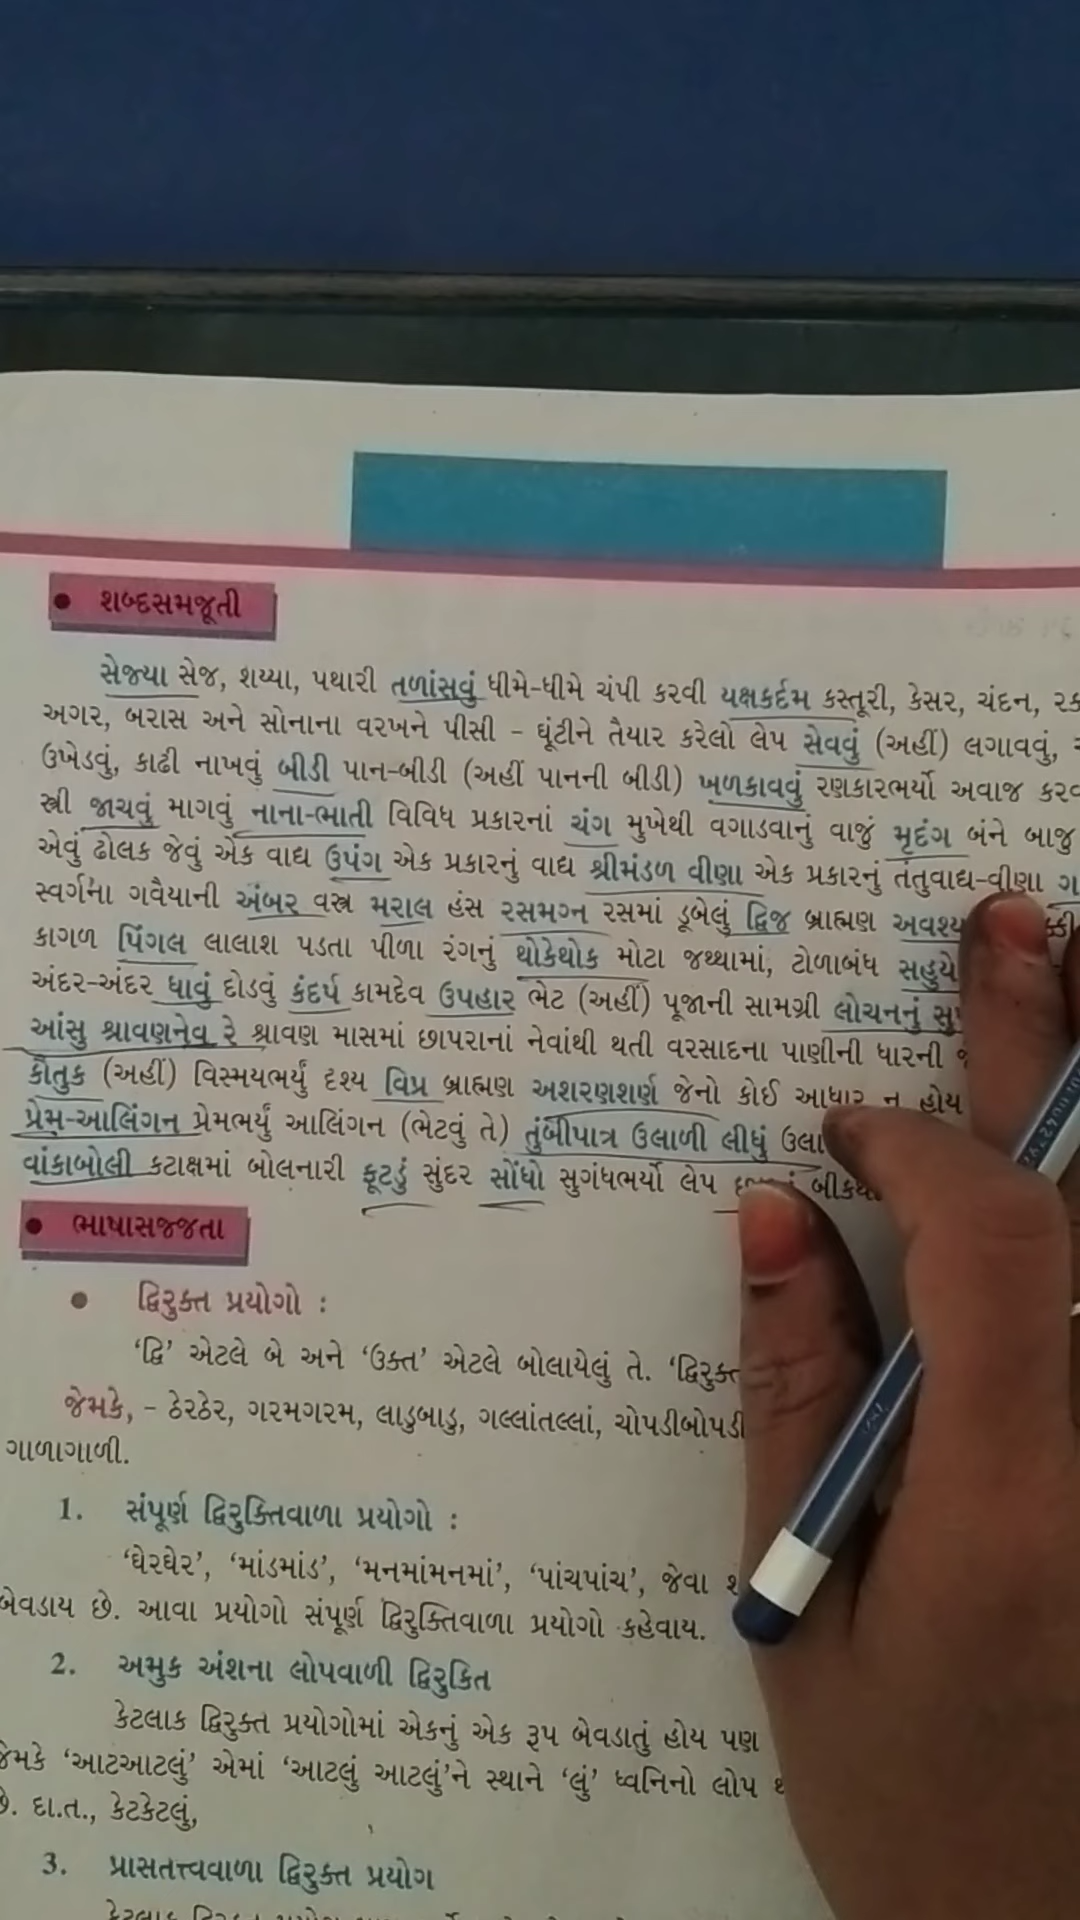 શબ્દસમજૂતી
સેજ્યા સેજ, શય્યા, પથારી તળાંસવું ધીમે-ધીમે ચંપી કરવી યક્ષકર્દમ કસ્તૂરી, કેસર, ચંદન,
અગર, બરાસ અને સોનાના વરખને પીસી - ઘૂંટીને તૈયાર કરેલો લેપ સેવવું (અહીં) લગાવવું,
ઉખેડવું, કાઢી નાખવું બીડી પાન-બીડી (અહીં પાનની બીડી) ખળકાવવું રણકારભર્યો અવાજ
સ્ત્રી જાચવું માગવું નાના-ભાતી વિવિધ પ્રકારનાં ચંગ મુખેથી વગાડવાનું વાજું મૃદંગ બંને બાજુ
એવું ઢોલક જેવું એક વાદ્ય ઉપંગ એક પ્રકારનું વાદ્ય શ્રીમંડળ વીણા એક પ્રકારનું તંતુવાદ્ય-વીણા
સ્વર્ગના ગવૈયાની અંબર વસ્ત્ર મરાલ હંસ રસમગ્ન રસમાં ડૂબેલું દ્વિજ બ્રાહ્મણ અવશ્ય
કાગળ પિંગલ લાલાશ પડતા પીળા રંગનું થોકેથોક મોટા જથ્થામાં, ટોળાબંધ સહુયે
અંદર-અંદર ધાવું દોડવું કંદર્પ કામદેવ ઉપહાર ભેટ (અહીં) પૂજાની સામગ્રી લોચનનું
આંસુ શ્રાવણનેવ રે શ્રાવણ માસમાં છાપરાનાં નેવાંથી થતી વરસાદના પાણીની ધારની
કૌતુક (અહીં) વિસ્મયભર્યું દૃશ્ય વિપ્ર બ્રાહ્મણ અશરણશર્ણ જેનો કોઈ આધાર ન હોય
પ્રેમ-આલિંગન પ્રેમભર્યું આલિંગન (ભેટવું તે) તુંબીપાત્ર ઉલાળી લીધું
વાંકાબોલી કટાક્ષમાં બોલનારી ફૂટડું સુંદર સોંધો સુગંધભર્યો લેપ
ભાષાસજ્જતા
દ્વિરુક્ત પ્રયોગો :
‘દ્વિ’ એટલે બે અને ‘ઉક્ત’ એટલે બોલાયેલું તે. ‘દ્વિરુક્ત
જેમકે, - ઠેરઠેર, ગરમગરમ, લાડુબાડુ, ગલ્લાંતલ્લાં, ચોપડીબોપડી
ગાળાગાળી.
1. સંપૂર્ણ દ્વિરુક્તિવાળા પ્રયોગો :
‘ઘેરઘેર’, ‘માંડમાંડ’, ‘મનમાંમનમાં’, ‘પાંચપાંચ’, જેવા
બેવડાય છે. આવા પ્રયોગો સંપૂર્ણ દ્વિરુક્તિવાળા પ્રયોગો કહેવાય.
2. અમુક અંશના લોપવાળી દ્વિરુકિત
કેટલાક દ્વિરુક્ત પ્રયોગોમાં એકનું એક રૂપ બેવડાતું હોય પણ
જેમકે ‘આટઆટલું’ એમાં ‘આટલું આટલું’ને સ્થાને ‘લું’ ધ્વનિનો લોપ
છે. દા.ત., કેટકેટલું,
3. પ્રાસતત્ત્વવાળા દ્વિરુક્ત પ્રયોગ